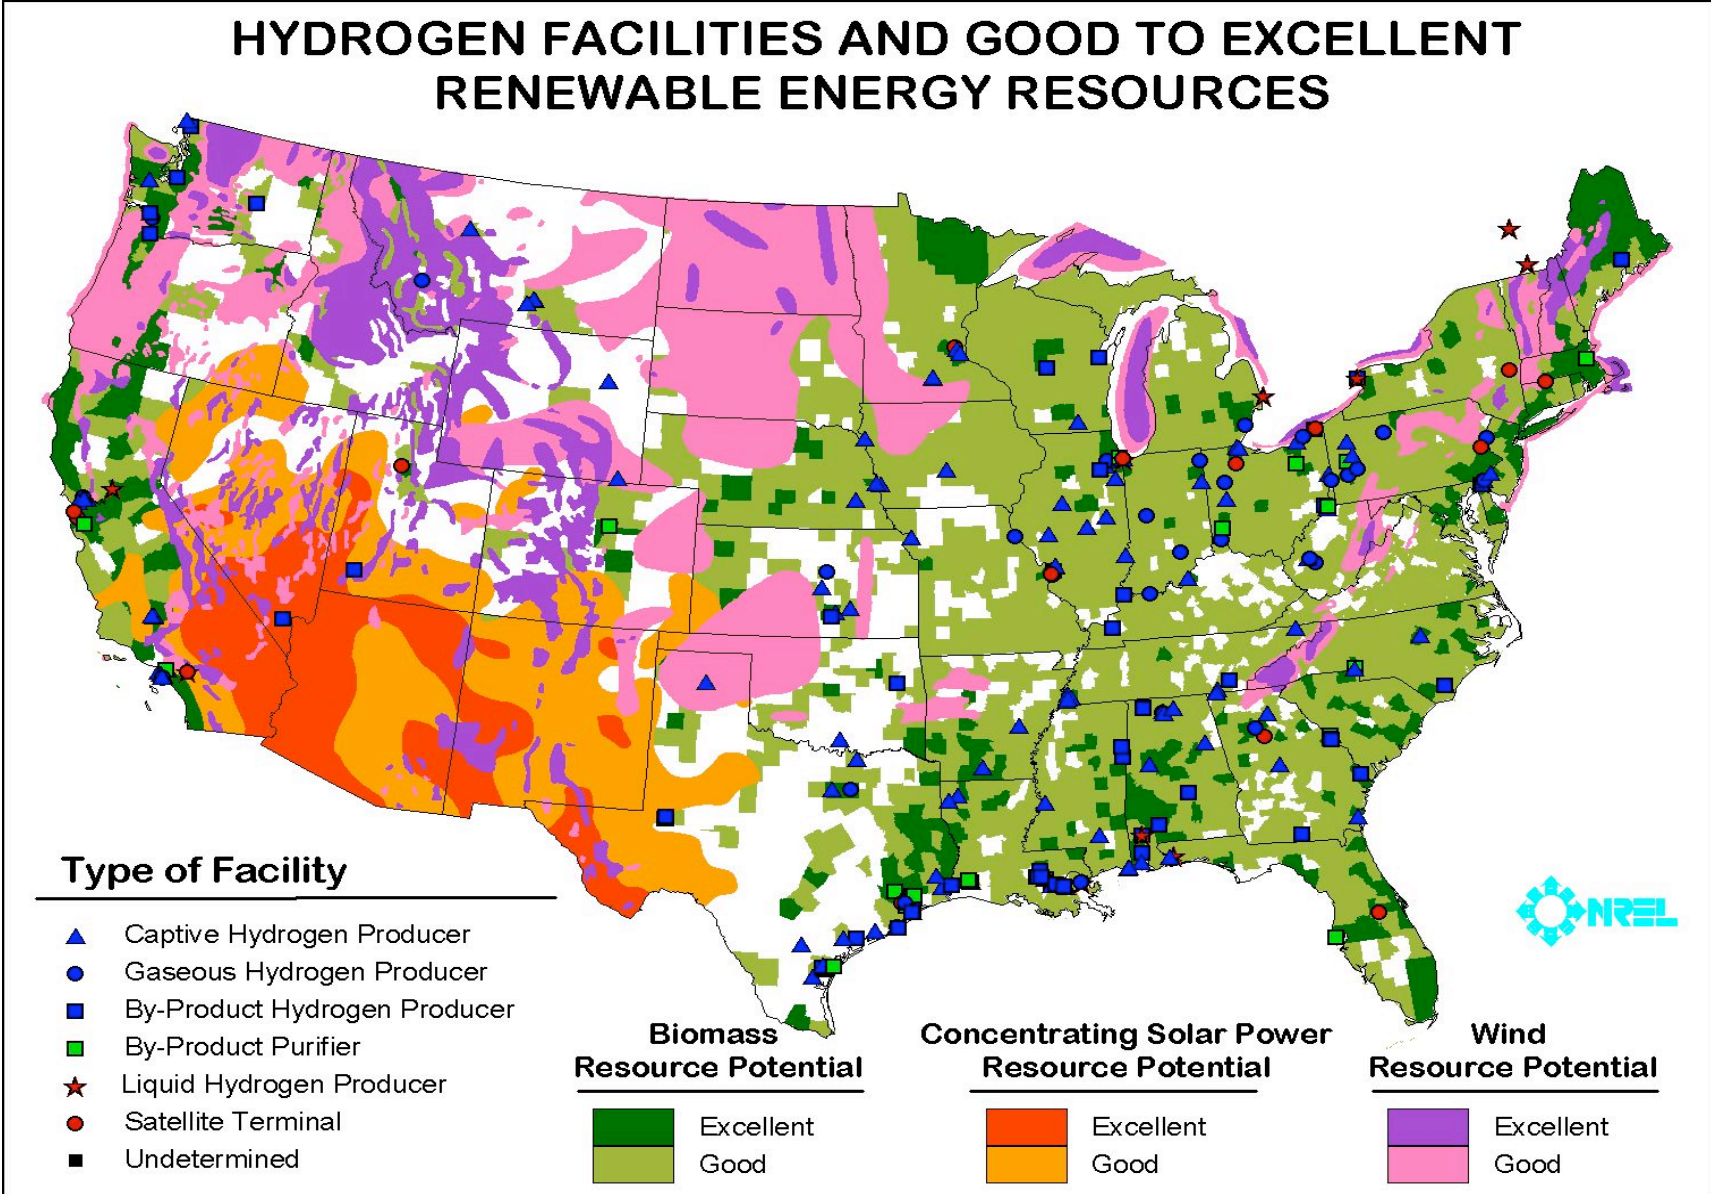 HYDROGEN FACILITIES AND GOOD TO EXCELLENT
RENEWABLE ENERGY RESOURCES
Type of Facility
Captive Hydrogen Producer
Gaseous Hydrogen Producer
By-Product Hydrogen Producer
By-Product Purifier
Liquid Hydrogen Producer
Satellite Terminal
Undetermined
Biomass
Resource Potential
Excellent
Good
Concentrating Solar Power
Resource Potential
Excellent
Good
Wind
Resource Potential
Excellent
Good
NREL